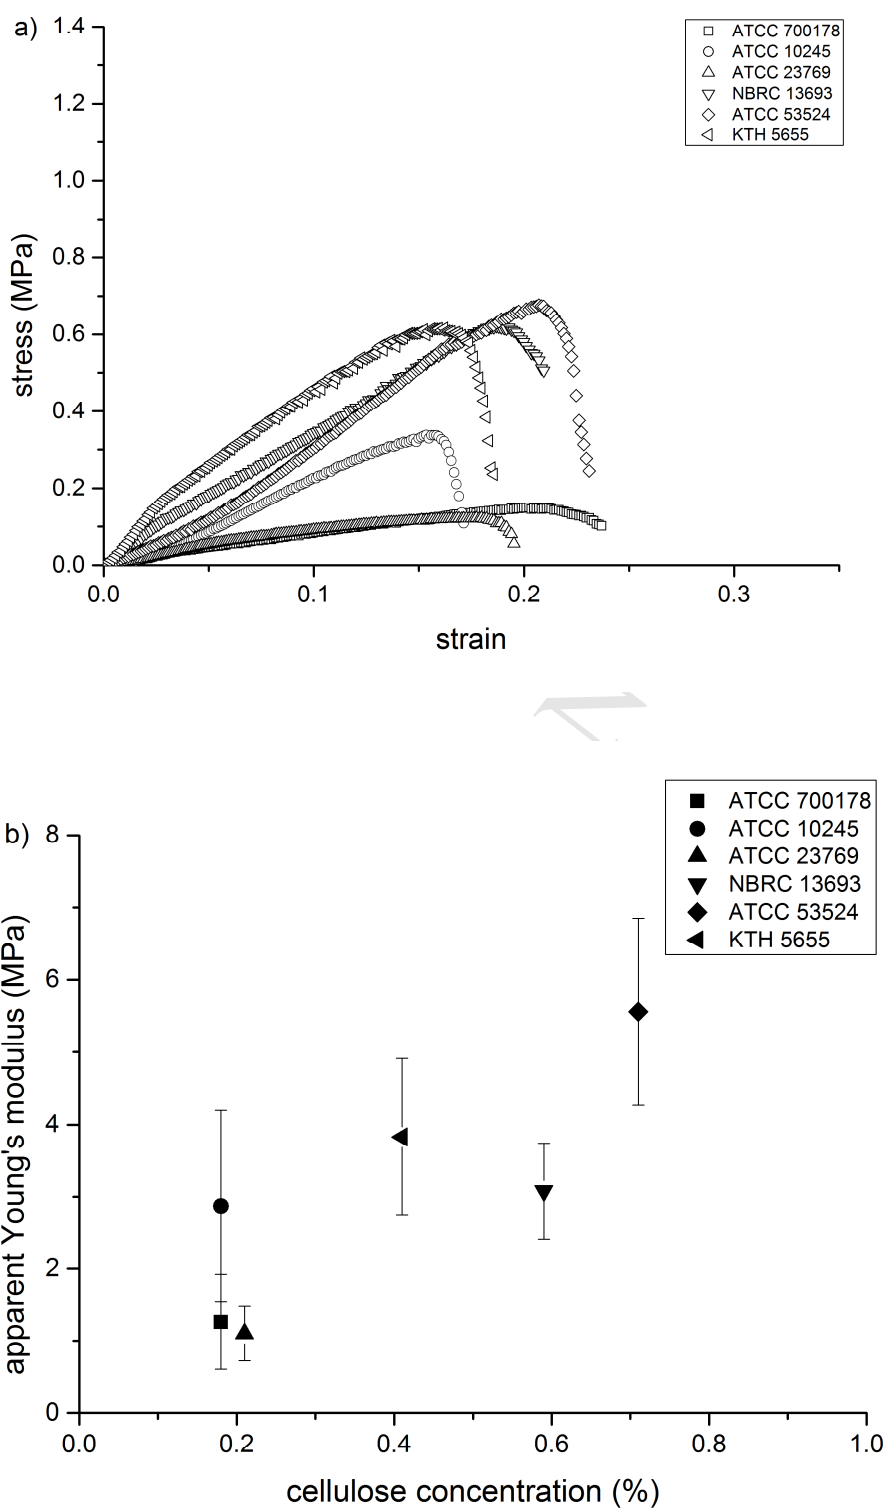 a)
1.4
1.2
1.0
0.8
0.6
0.4
0.2
0.0
stress (MPa)
ATCC 700178
ATCC 10245
ATCC 23769
NBRC 13693
ATCC 53524
KTH 5655
0.0 0.1 0.2 0.3
strain
b)
8
6
4
2
0
apparent Young's modulus (MPa)
ATCC 700178
ATCC 10245
ATCC 23769
NBRC 13693
ATCC 53524
KTH 5655
0.0 0.2 0.4 0.6 0.8 1.0
cellulose concentration (%)